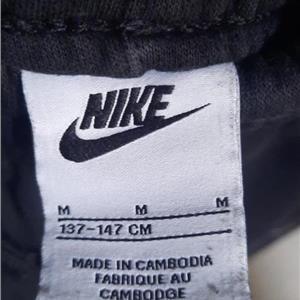 NIKE
M M M
137-147 CM
MADE IN CAMBODIA
FABRIQUE AU
CAMBODGE